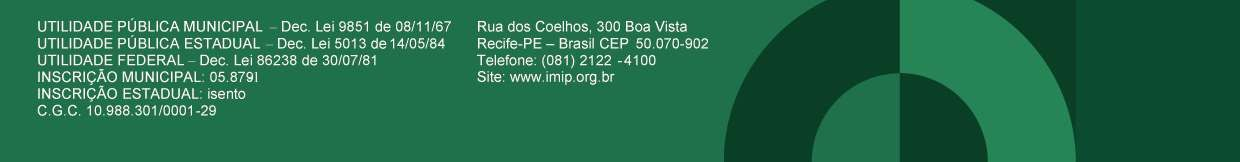 UTILIDADE PÚBLICA MUNICIPAL – Dec. Lei 9851 de 08/11/67
UTILIDADE PÚBLICA ESTADUAL – Dec. Lei 5013 de 14/05/84
UTILIDADE FEDERAL – Dec. Lei 86238 de 30/07/81
INSCRIÇÃO MUNICIPAL: 05.879I
INSCRIÇÃO ESTADUAL: isento
C.G.C. 10.988.301/0001-29
Rua dos Coelhos, 300 Boa Vista
Recife-PE – Brasil CEP 50.070-902
Telefone: (081) 2122 -4100
Site: www.imip.org.br